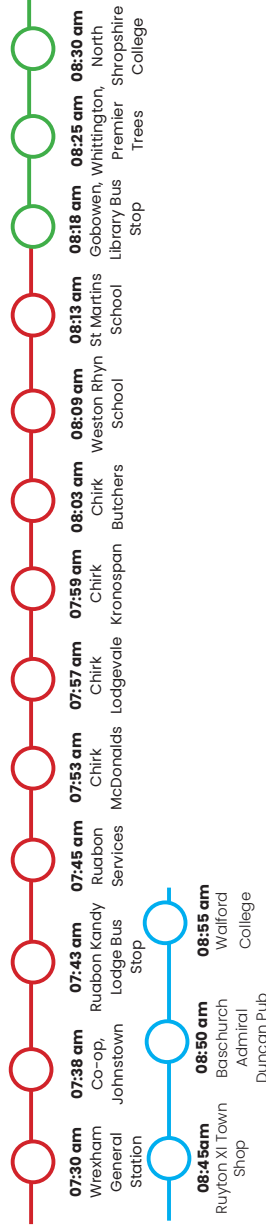 07:30 am
Wrexham
General
Station
07:38 am
Co-op,
Johnstown
07:43 am
Ruabon Kandy
Lodge Bus
Stop
07:45 am
Ruabon
Services
07:53 am
Chirk
McDonalds
07:57 am
Chirk
Lodgevale
07:59 am
Chirk
Kronospan
08:03 am
Chirk
Butchers
08:09 am
Weston Rhyn
School
08:13 am
St Martins
School
08:18 am
Gobowen,
Library Bus
Stop
08:25 am
Whittington,
Premier
Trees
08:30 am
North
Shropshire
College
08:45am
Ruyton XI Town
Shop
08:50 am
Baschurch
Admiral
Duncan Pub
08:55 am
Walford
College